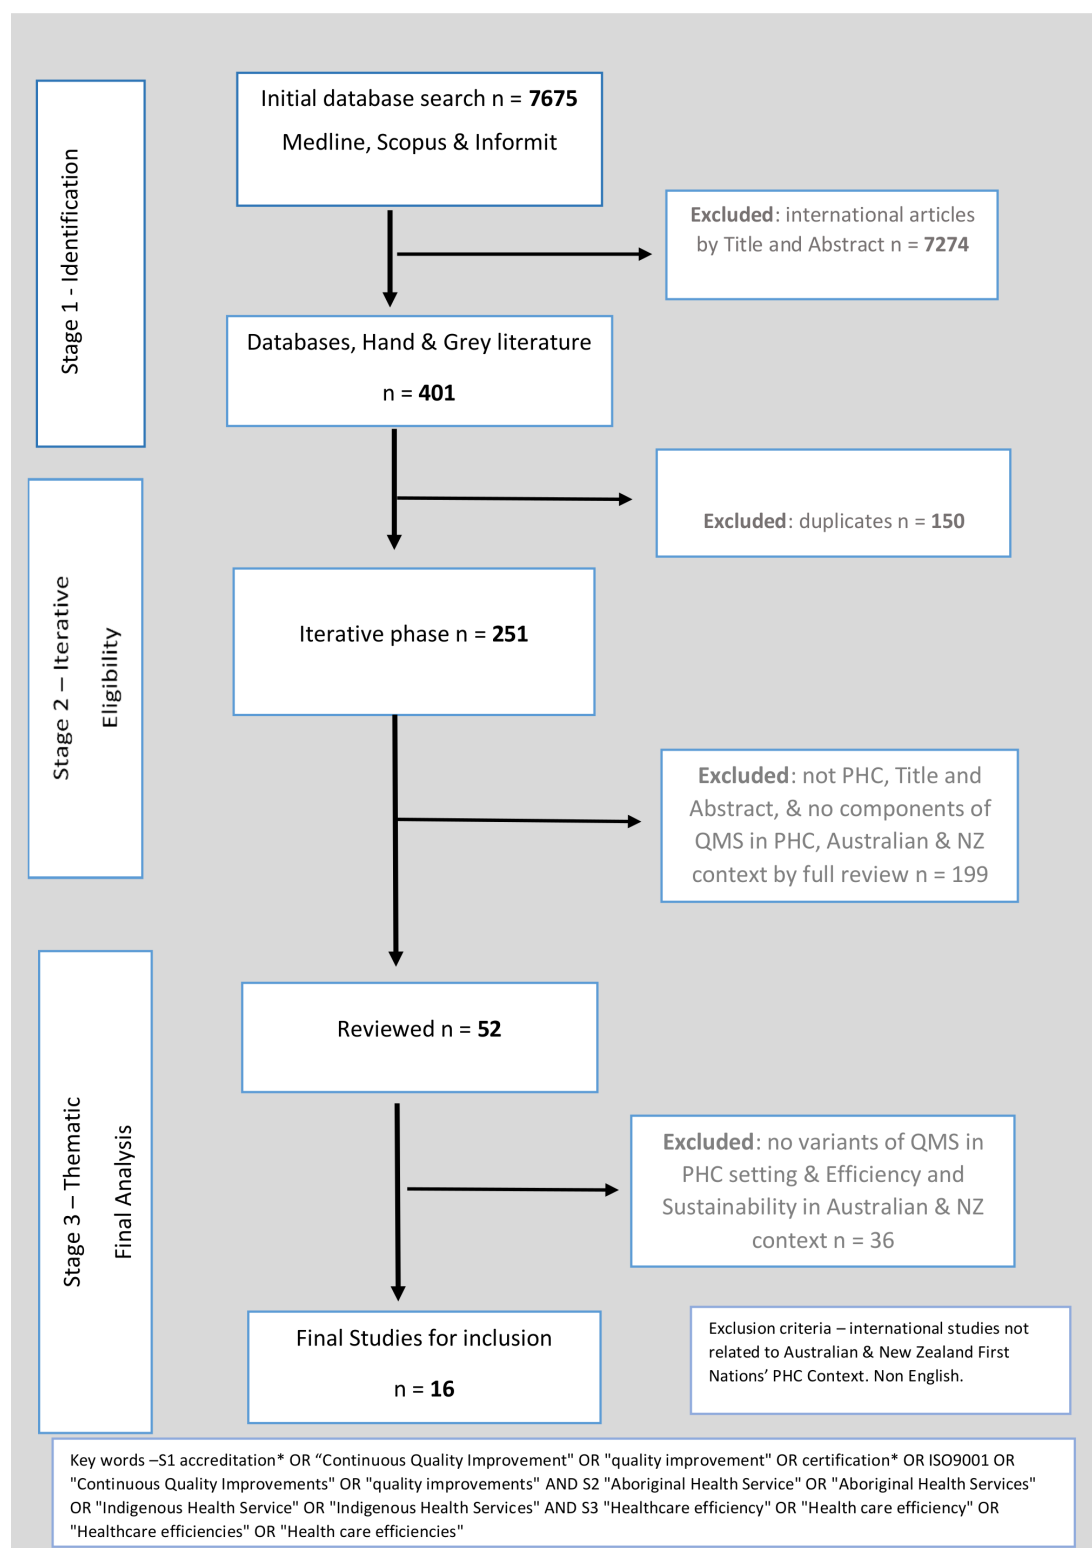 Stage 1 - Identification
Initial database search n = 7675
Medline, Scopus & Informit
Excluded: international articles
by Title and Abstract n = 7274
Databases, Hand & Grey literature
n = 401
Excluded: duplicates n = 150
Stage 2 – Iterative
Eligibility
Iterative phase n = 251
Excluded: not PHC, Title and
Abstract, & no components of
QMS in PHC, Australian & NZ
context by full review n = 199
Stage 3 – Thematic
Final Analysis
Reviewed n = 52
Excluded: no variants of QMS in
PHC setting & Efficiency and
Sustainability in Australian & NZ
context n = 36
Final Studies for inclusion
n = 16
Exclusion criteria – international studies not
related to Australian & New Zealand First
Nations’ PHC Context. Non English.
Key words –S1 accreditation* OR “Continuous Quality Improvement" OR "quality improvement" OR certification* OR ISO9001 OR
"Continuous Quality Improvements" OR "quality improvements" AND S2 "Aboriginal Health Service" OR "Aboriginal Health Services"
OR "Indigenous Health Service" OR "Indigenous Health Services" AND S3 "Healthcare efficiency" OR "Health care efficiency" OR
"Healthcare efficiencies" OR "Health care efficiencies"